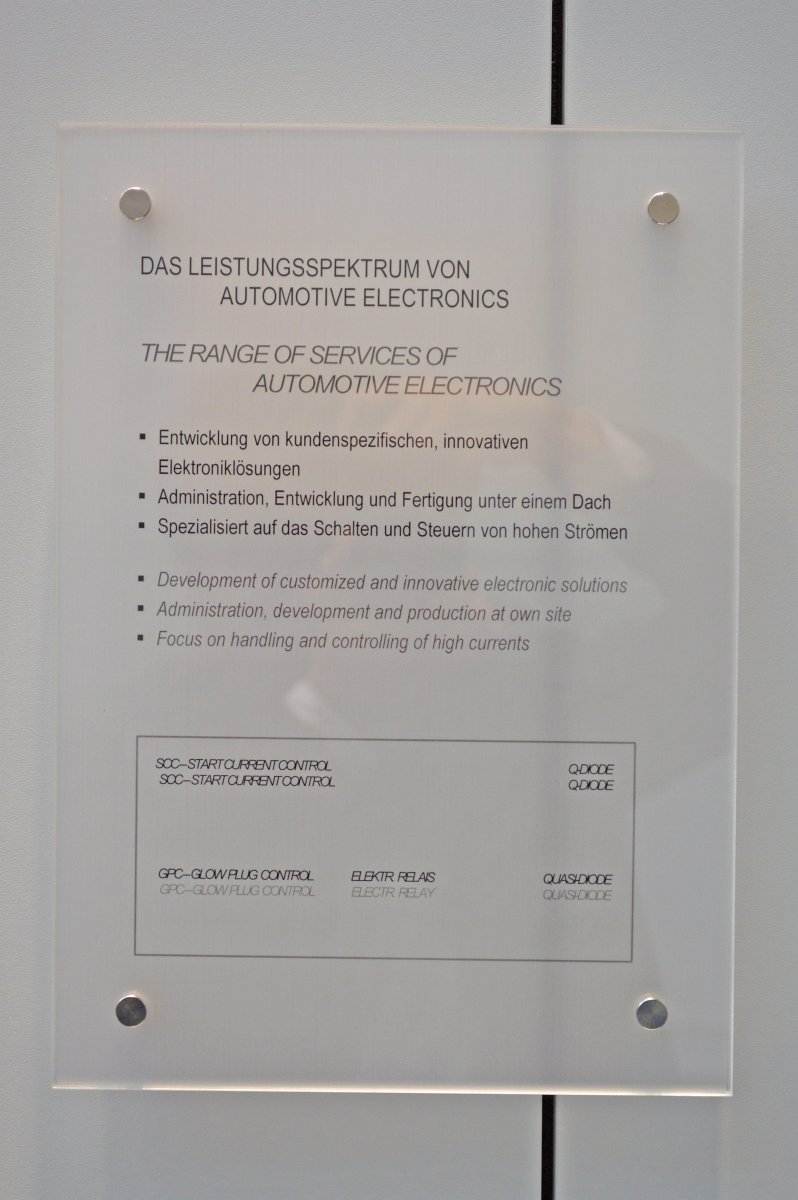 DAS LEISTUNGSSPEKTRUM VON
AUTOMOTIVE ELECTRONICS
THE RANGE OF SERVICES OF
AUTOMOTIVE ELECTRONICS
▪ Entwicklung von kundenspezifischen, innovativen
Elektroniklösungen
▪ Administration, Entwicklung und Fertigung unter einem Dach
▪ Spezialisiert auf das Schalten und Steuern von hohen Strömen
▪ Development of customized and innovative electronic solutions
▪ Administration, development and production at own site
▪ Focus on handling and controlling of high currents
SCC–START CURRENT CONTROL Q-DIODE
SCC–START CURRENT CONTROL Q-DIODE
GPC–GLOW PLUG CONTROL ELEKTR. RELAIS QUASI-DIODE
GPC–GLOW PLUG CONTROL ELECTR. RELAY QUASI-DIODE